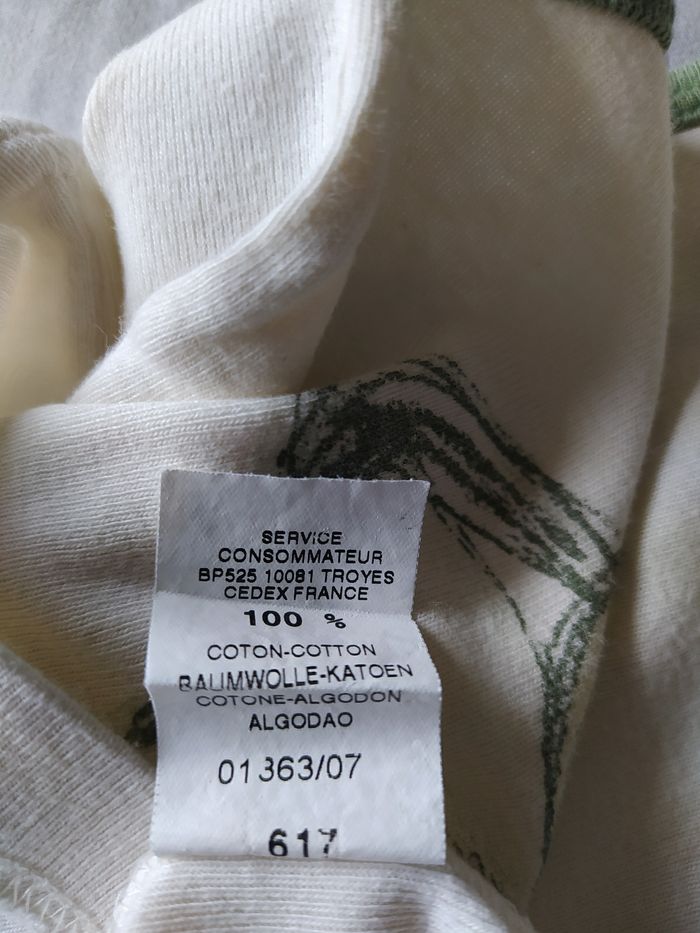 SERVICE
CONSOMMATEUR
BP525 10081 TROYES
CEDEX FRANCE
100 %
COTON-COTTON
BAUMWOLLE-KATOEN
COTONE-ALGODON
ALGODAO
01363/07
617